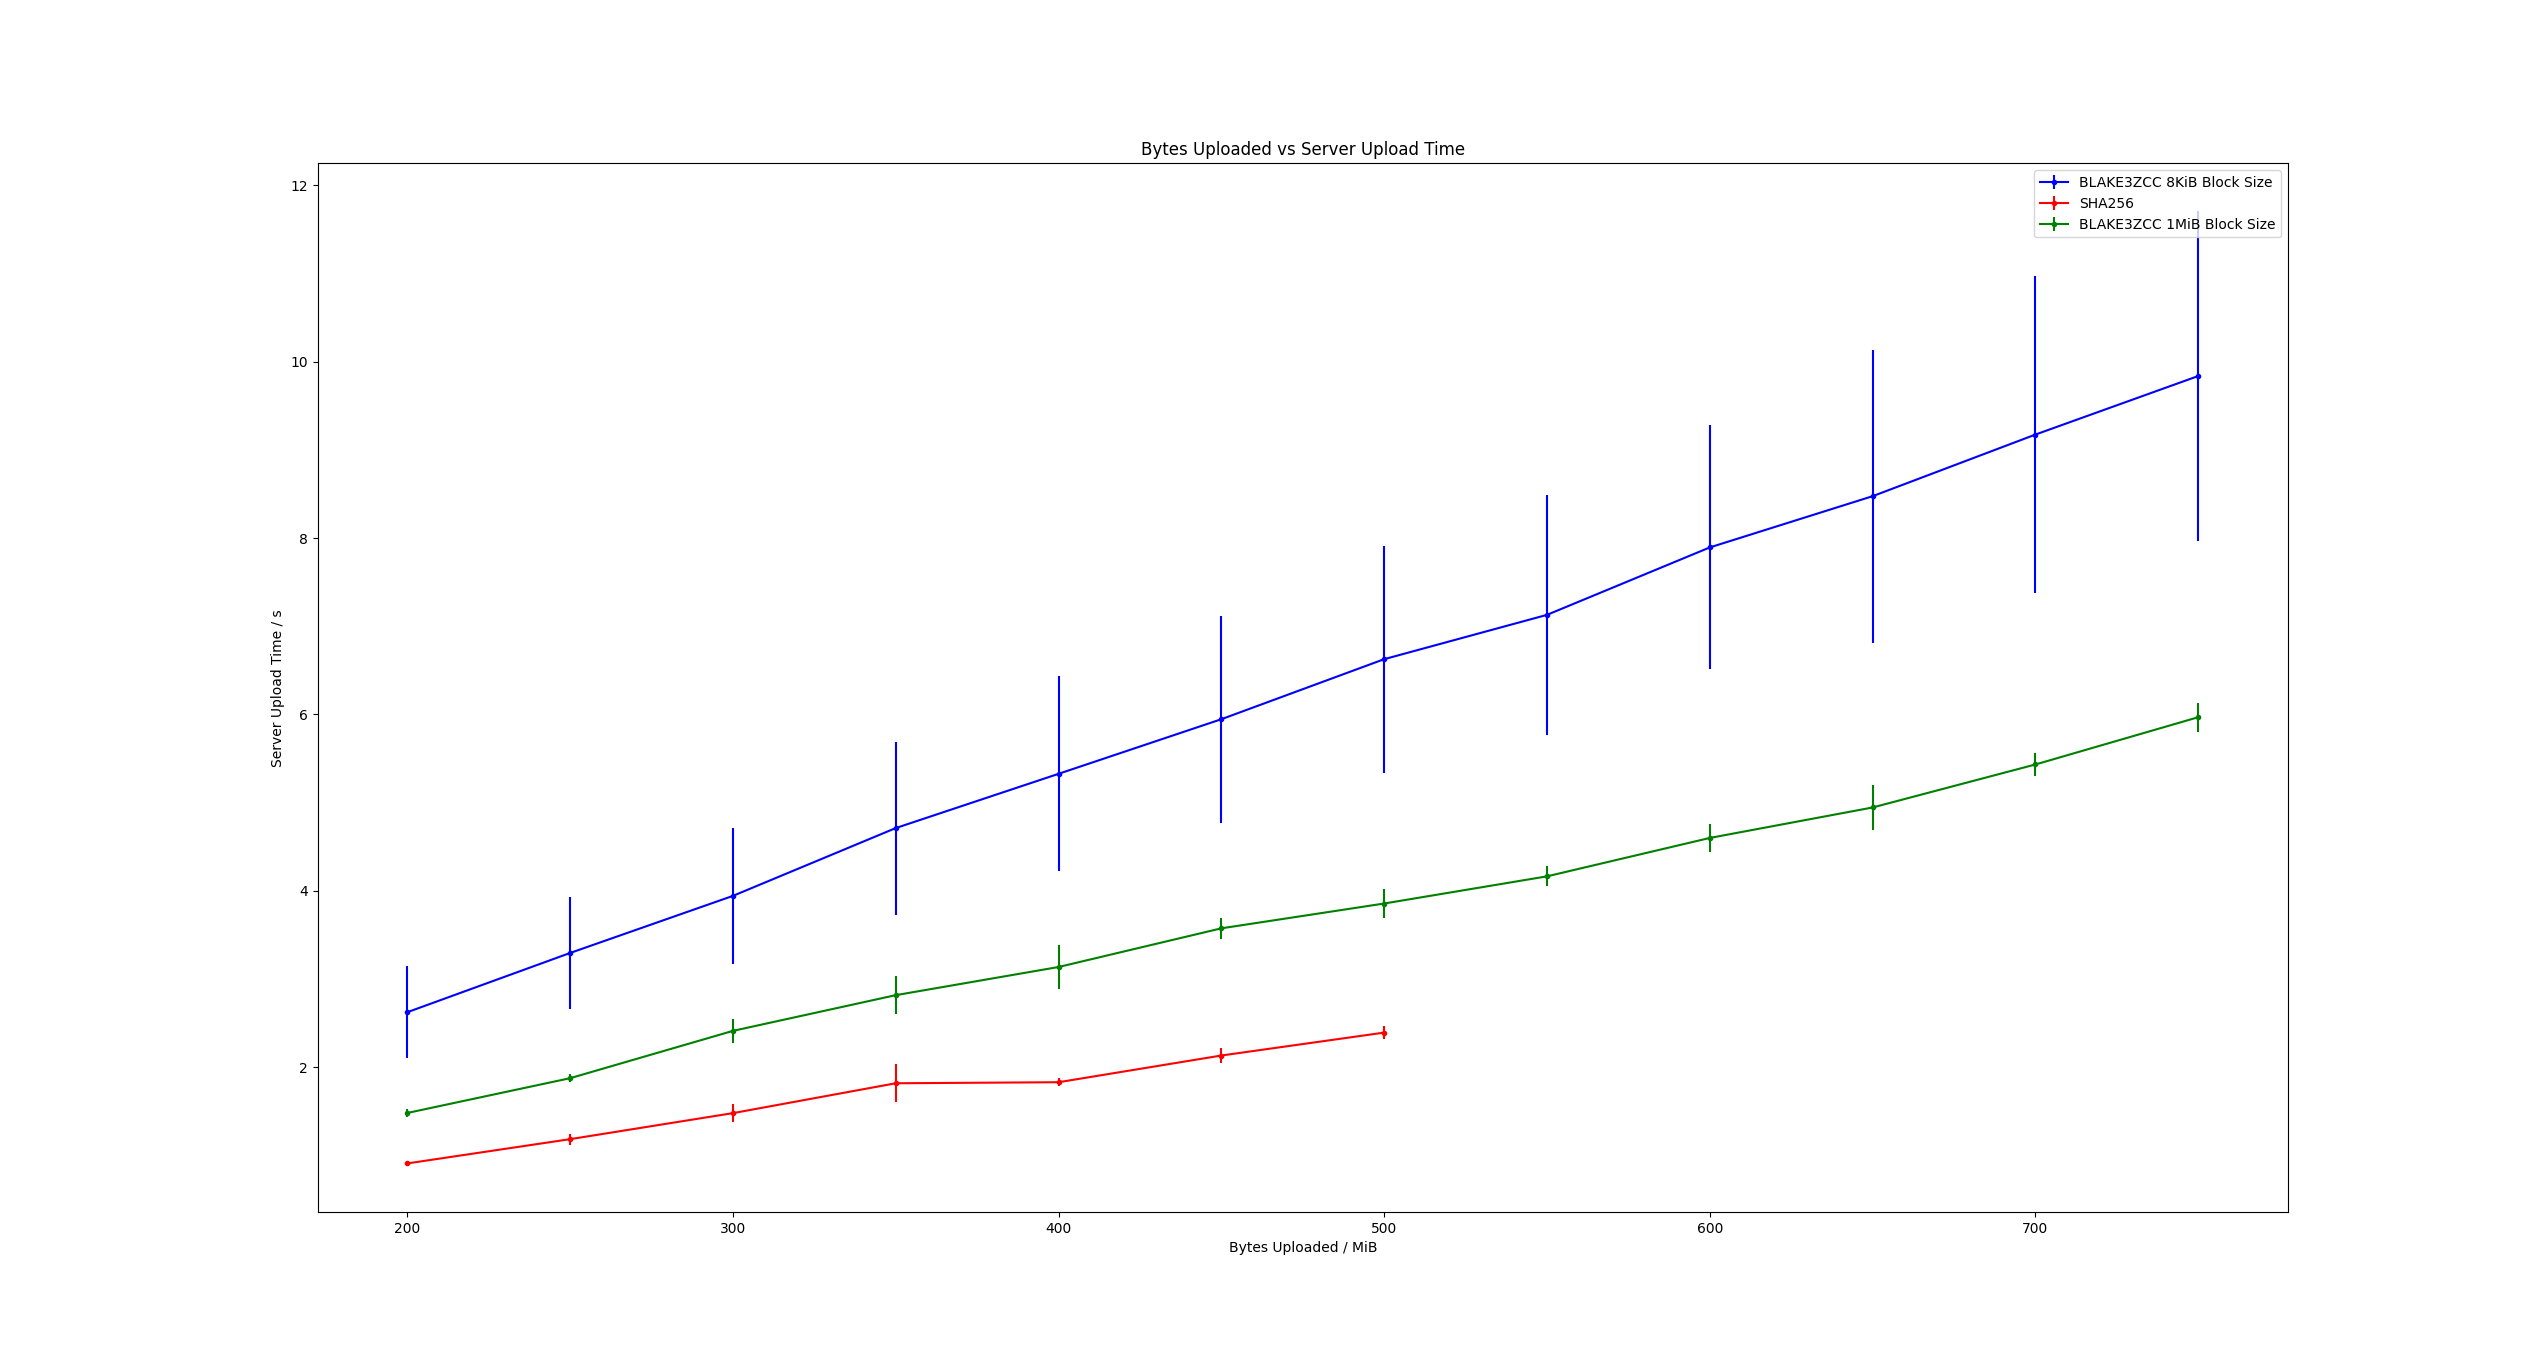 Bytes Uploaded vs Server Upload Time
BLAKE3ZCC 8KiB Block Size
SHA256
BLAKE3ZCC 1MiB Block Size
12
10
8
6
4
2
Server Upload Time / s
200 300 400 500 600 700
Bytes Uploaded / MiB